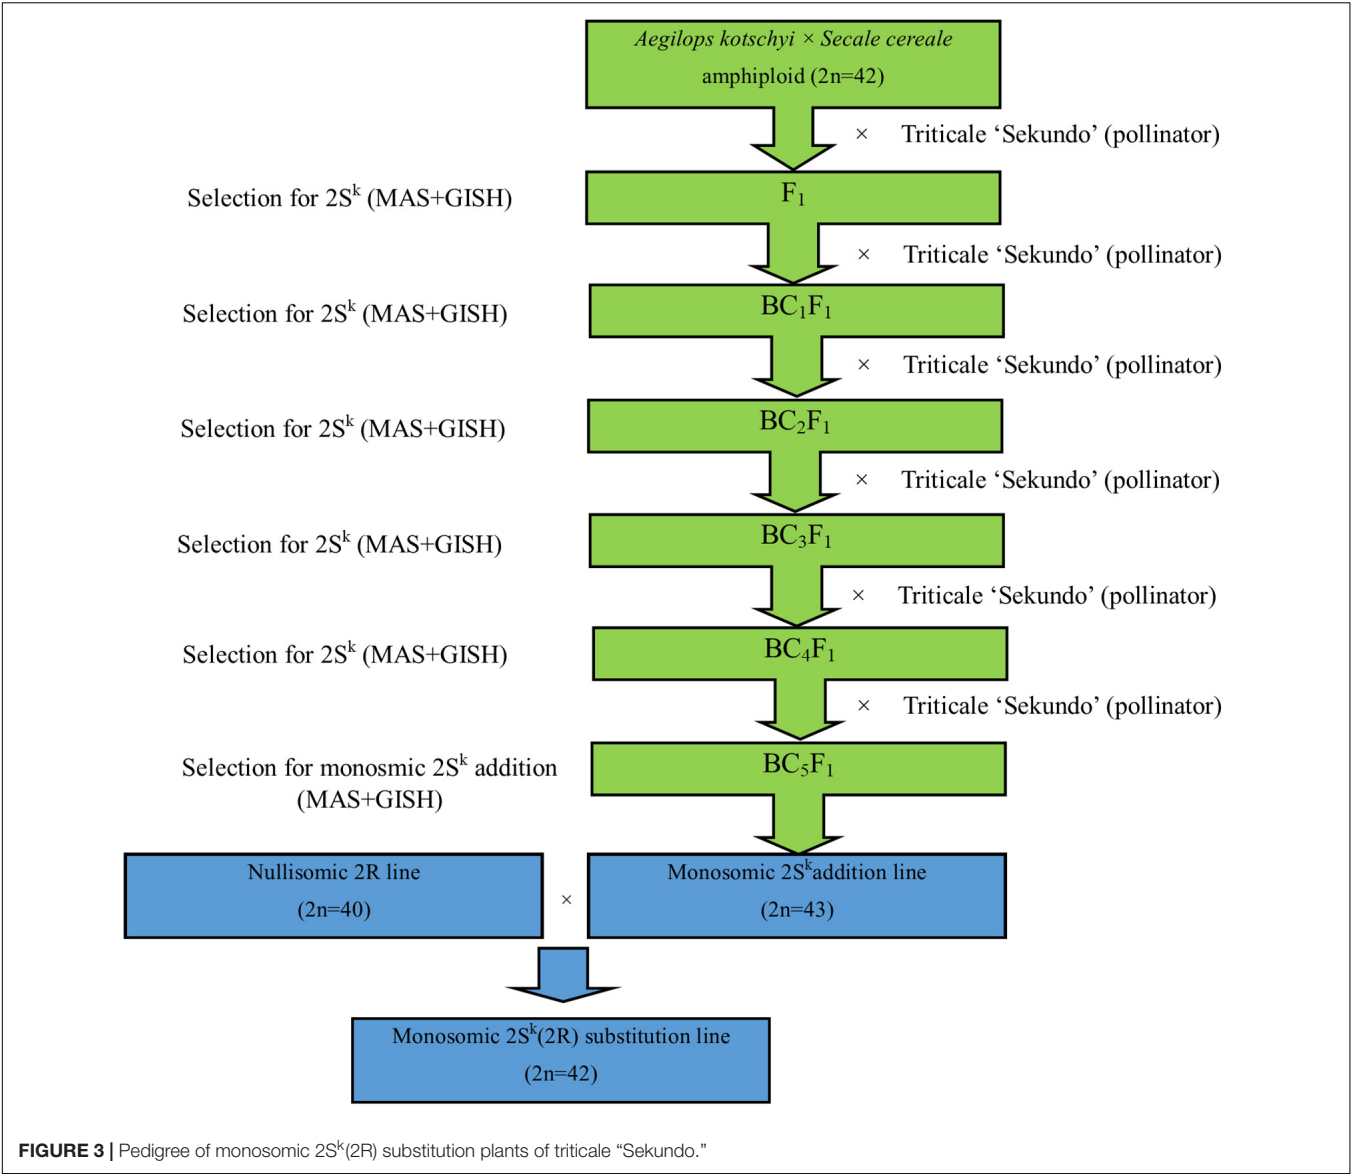 Aegilops kotschyi × Secale cereale
amphiploid (2n=42)
× Triticale ‘Sekundo’ (pollinator)
Selection for 2Sᵏ (MAS+GISH)
F₁
× Triticale ‘Sekundo’ (pollinator)
Selection for 2Sᵏ (MAS+GISH)
BC₁F₁
× Triticale ‘Sekundo’ (pollinator)
Selection for 2Sᵏ (MAS+GISH)
BC₂F₁
× Triticale ‘Sekundo’ (pollinator)
Selection for 2Sᵏ (MAS+GISH)
BC₃F₁
× Triticale ‘Sekundo’ (pollinator)
Selection for 2Sᵏ (MAS+GISH)
BC₄F₁
× Triticale ‘Sekundo’ (pollinator)
Selection for monosmic 2Sᵏ addition
(MAS+GISH)
BC₅F₁
Nullisomic 2R line
(2n=40)
×
Monosomic 2Sᵏaddition line
(2n=43)
Monosomic 2Sᵏ(2R) substitution line
(2n=42)
FIGURE 3 | Pedigree of monosomic 2Sᵏ(2R) substitution plants of triticale “Sekundo.”